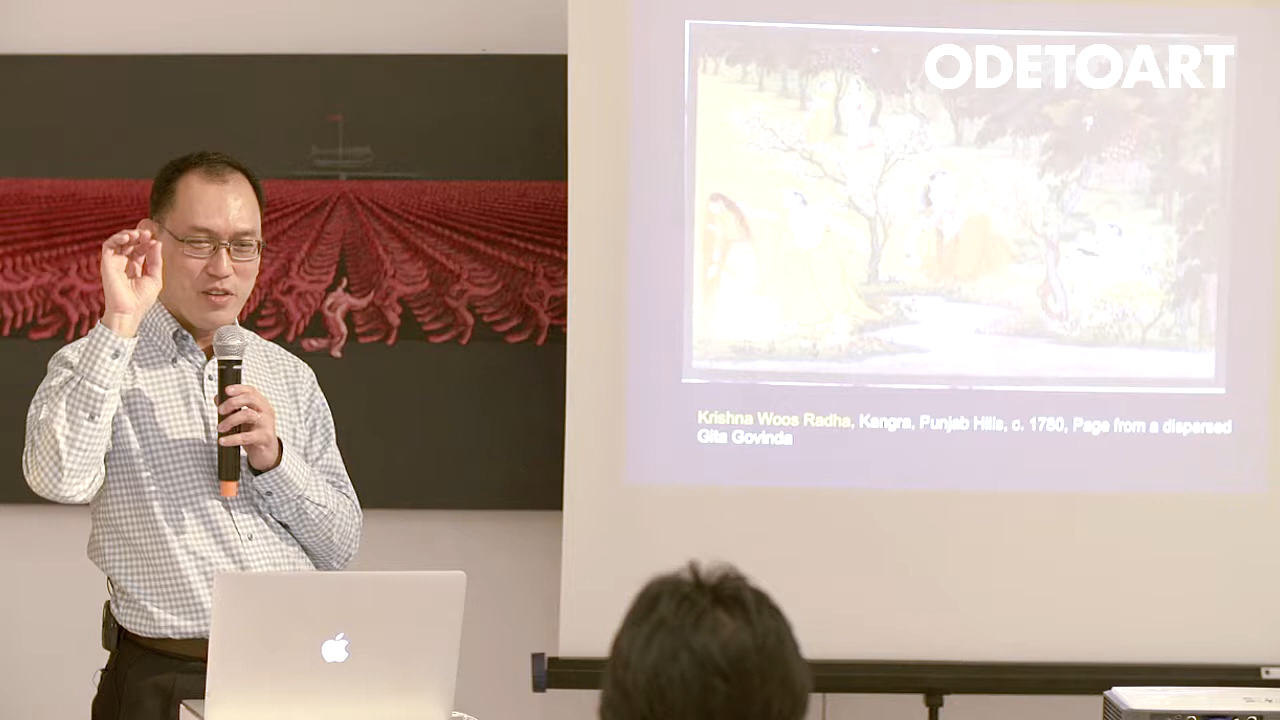 ODETOART
Krishna Woos Radha, Kangra, Punjab Hills, c. 1780, Page from a dispersed
Gita Govinda